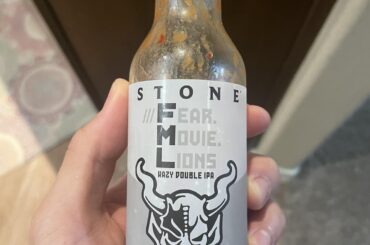 STONE
///FEAR.
MOVIE.
LIONS
HAZY DOUBLE IPA